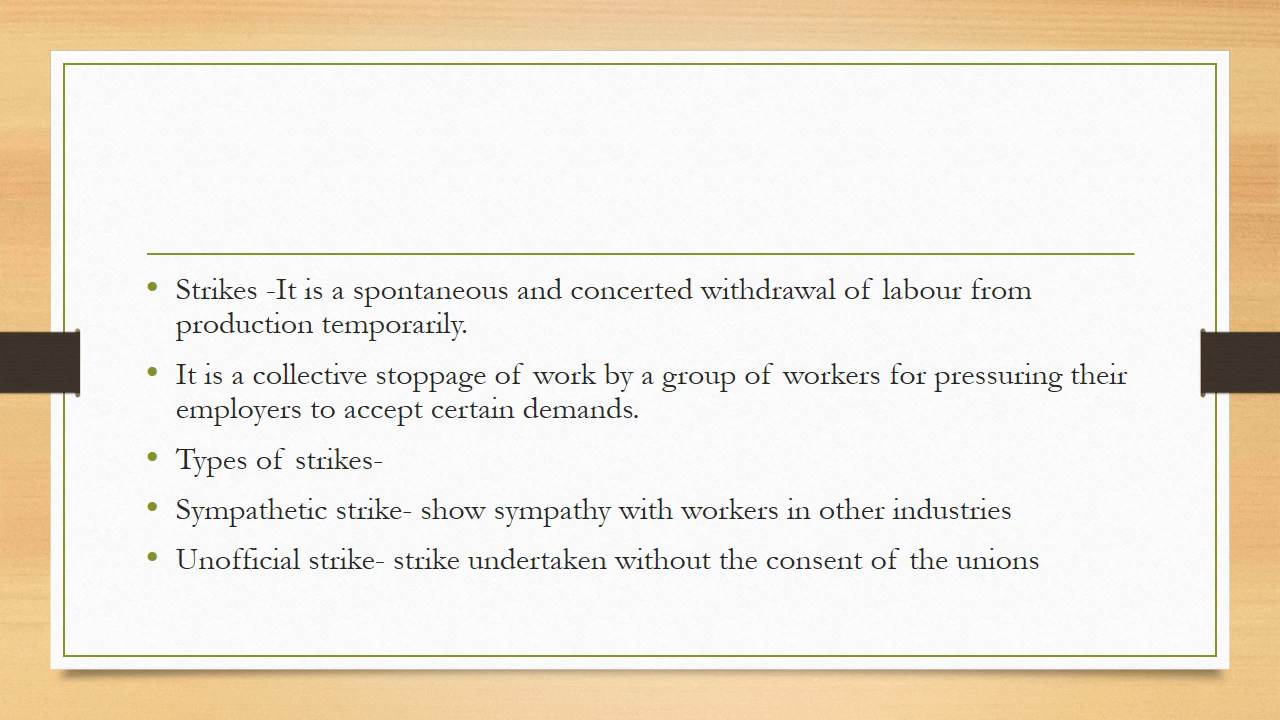 • Strikes -It is a spontaneous and concerted withdrawal of labour from
production temporarily.
• It is a collective stoppage of work by a group of workers for pressuring their
employers to accept certain demands.
• Types of strikes-
• Sympathetic strike- show sympathy with workers in other industries
• Unofficial strike- strike undertaken without the consent of the unions